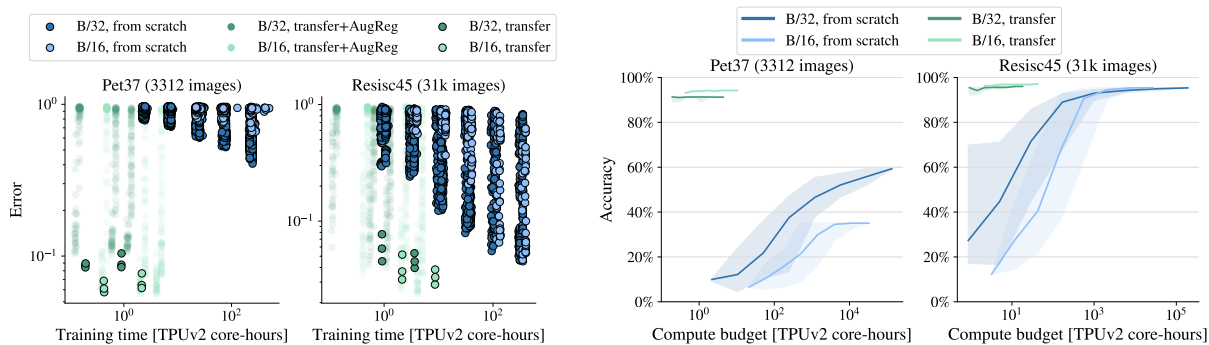 B/32, from scratch
B/16, from scratch
B/32, transfer+AugReg
B/16, transfer+AugReg
B/32, transfer
B/16, transfer
Pet37 (3312 images)
Resisc45 (31k images)
Error
10⁰
10⁻¹
10⁰
10⁻¹
10⁰
10²
10⁰
10²
Training time [TPUv2 core-hours]
Training time [TPUv2 core-hours]
B/32, from scratch
B/16, from scratch
B/32, transfer
B/16, transfer
Pet37 (3312 images)
Resisc45 (31k images)
Accuracy
100%
80%
60%
40%
20%
0%
100%
80%
60%
40%
20%
0%
10⁰
10²
10⁴
10¹
10³
10⁵
Compute budget [TPUv2 core-hours]
Compute budget [TPUv2 core-hours]